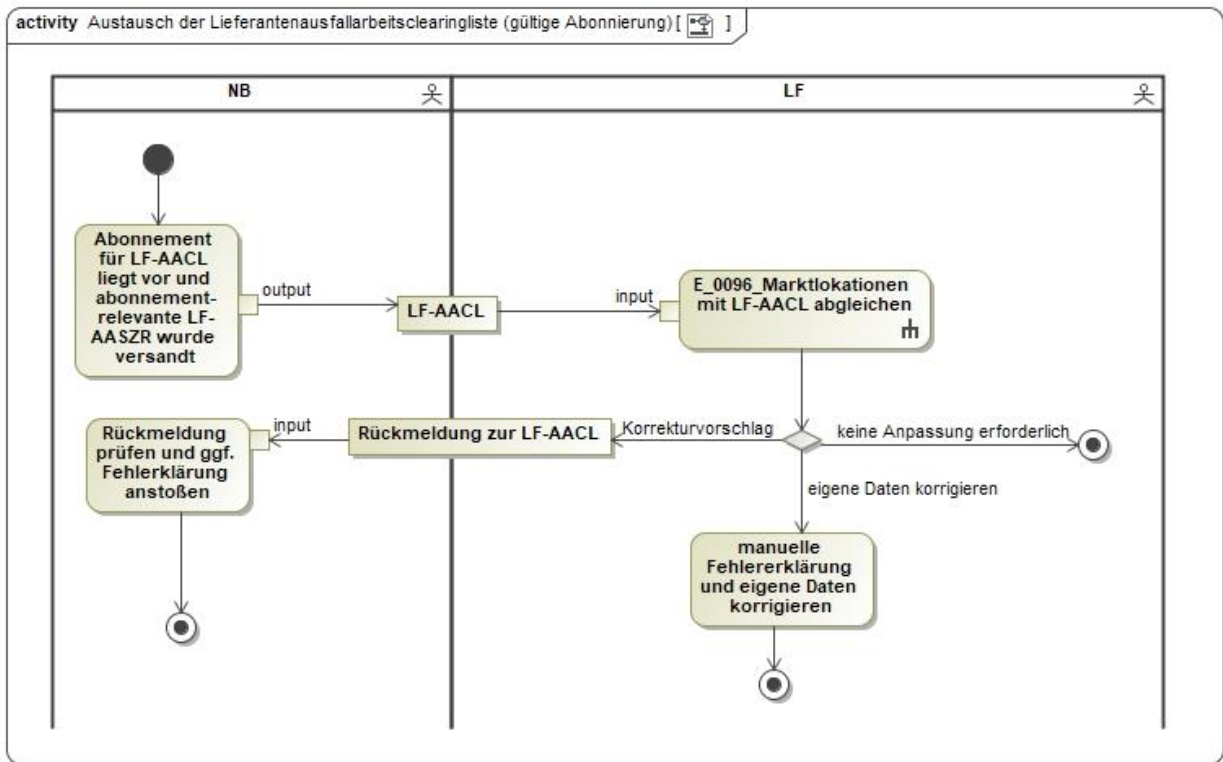 activity Austausch der Lieferantenausfallarbeitsclearingliste (gültige Abonnierung) [ ]
NB
LF
Abonnement
für LF-AACL
liegt vor und
abonnement-
relevante LF-
AASZR wurde
versandt
output
LF-AACL
input
E_0096_Marktlokationen
mit LF-AACL abgleichen
Rückmeldung
prüfen und ggf.
Fehlerklärung
anstoßen
input
Rückmeldung zur LF-AACL
Korrekturvorschlag
keine Anpassung erforderlich
eigene Daten korrigieren
manuelle
Fehlererklärung
und eigene Daten
korrigieren